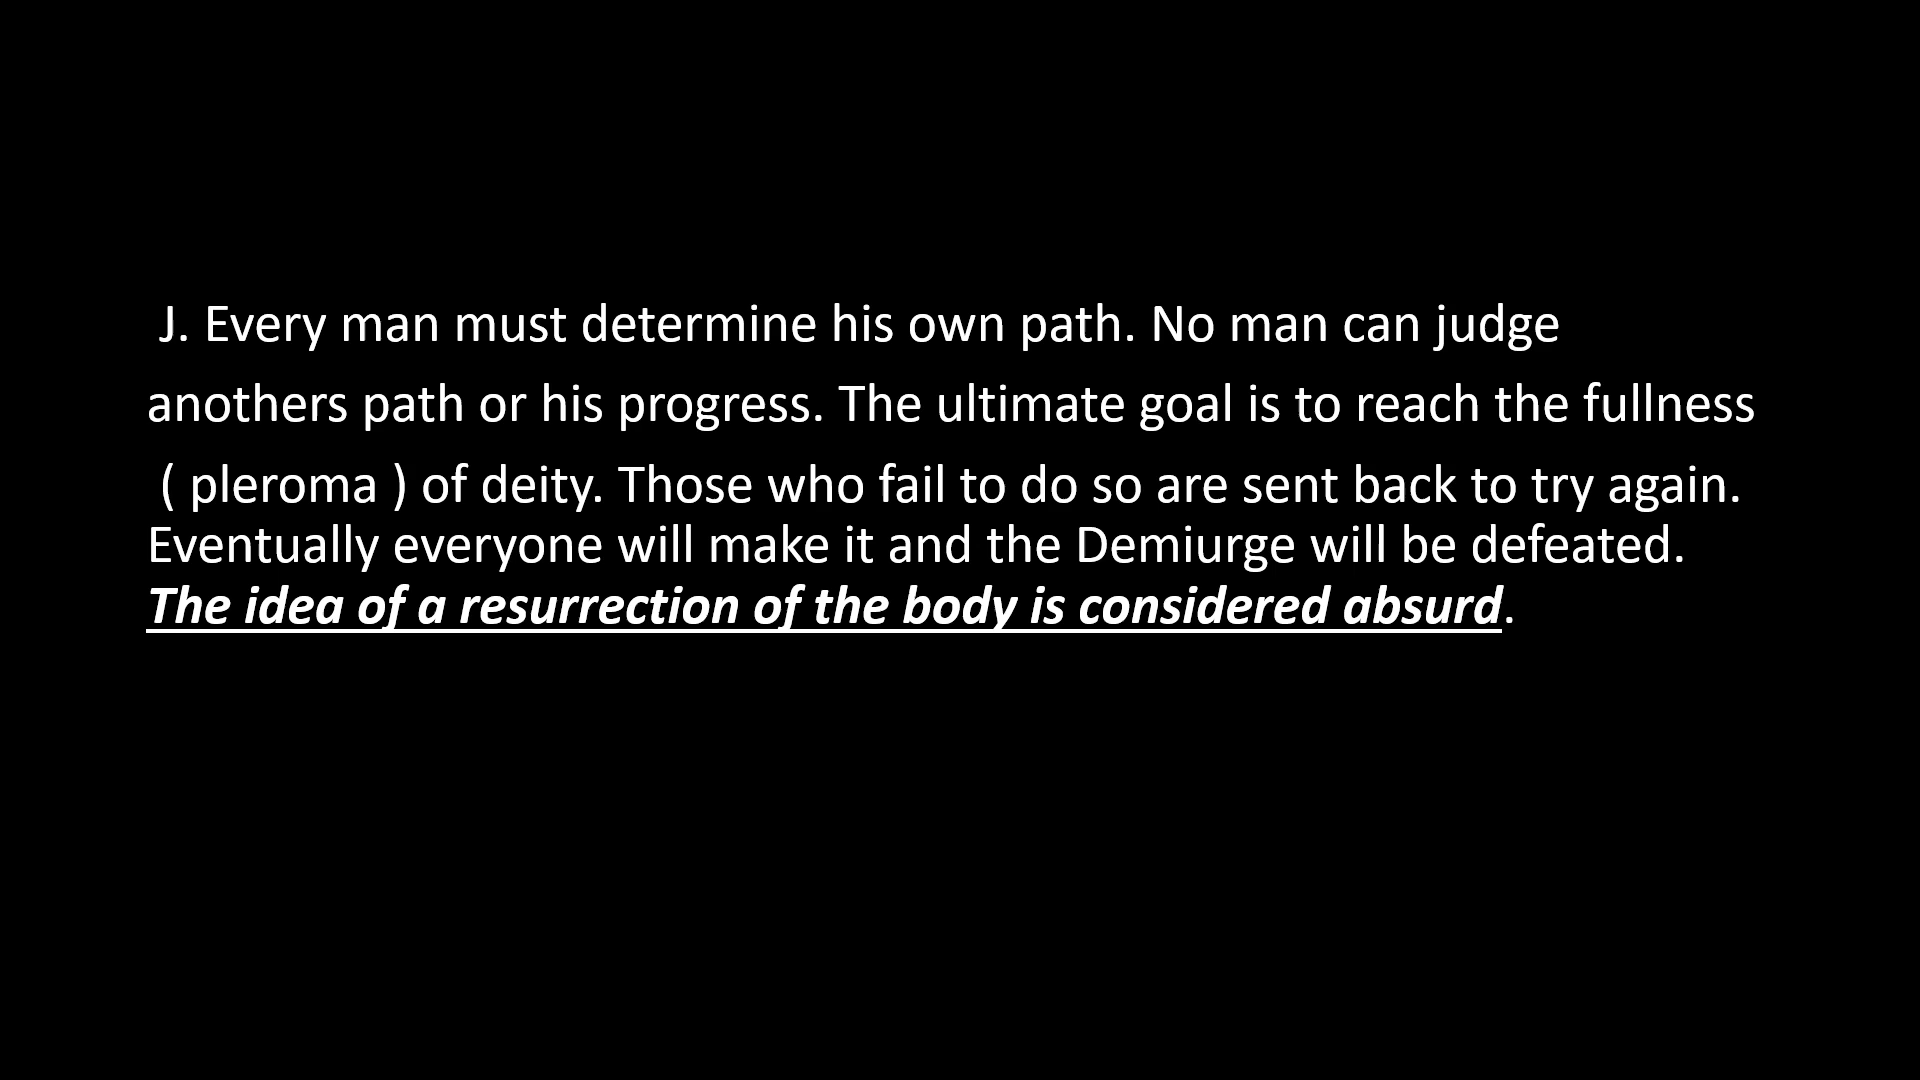 J. Every man must determine his own path. No man can judge
anothers path or his progress. The ultimate goal is to reach the fullness
( pleroma ) of deity. Those who fail to do so are sent back to try again.
Eventually everyone will make it and the Demiurge will be defeated.
The idea of a resurrection of the body is considered absurd.